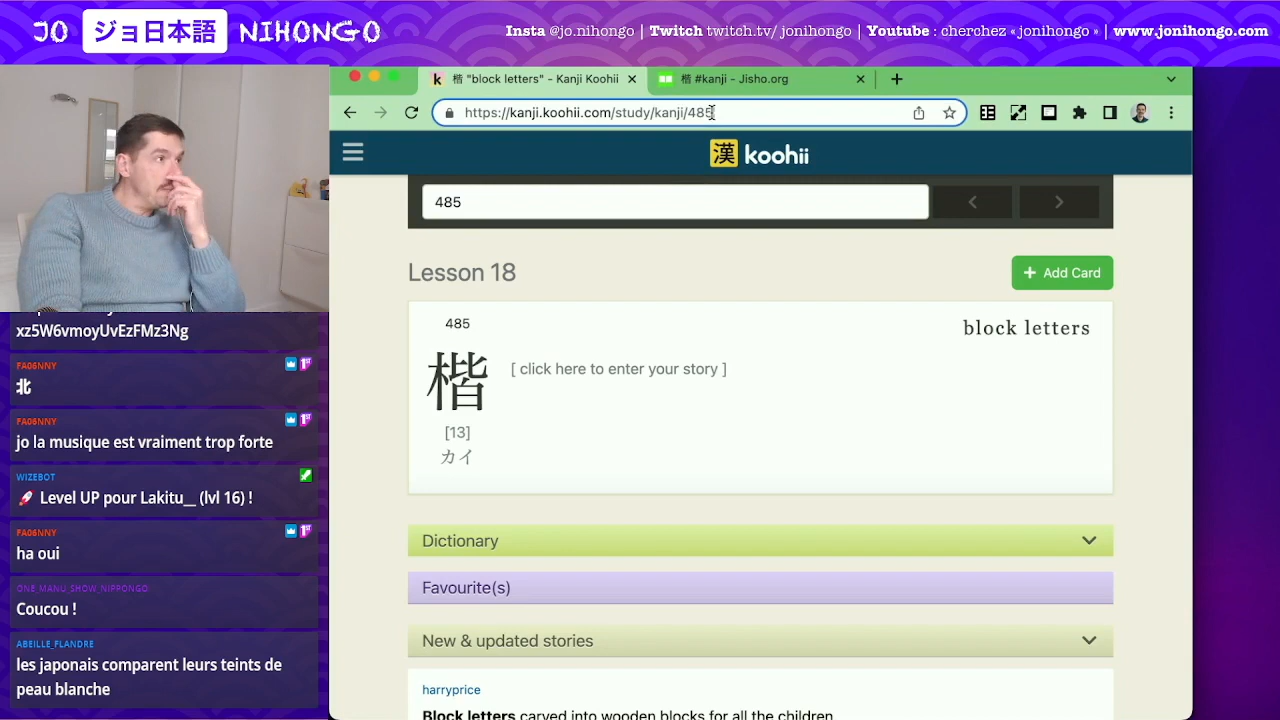 JO ジョ日本語 NIHONGO
Insta @jo.nihongo | Twitch twitch.tv/ jonihongo | Youtube : cherchez « jonihongo » | www.jonihongo.com
楷 "block letters" - Kanji Koohii
楷 #kanji - Jisho.org
https://kanji.koohii.com/study/kanji/485
漢 koohii
485
Lesson 18
+ Add Card
485
block letters
楷
[ click here to enter your story ]
[13]
カイ
Dictionary
Favourite(s)
New & updated stories
harryprice
Block letters carved into wooden blocks for all the children
xz5W6vmoyUvEzFMz3Ng
FA06NNY
北
FA06NNY
jo la musique est vraiment trop forte
WIZEBOT
🚀 Level UP pour Lakitu__ (lvl 16) !
FA06NNY
ha oui
ONE_MANU_SHOW_NIPPONGO
Coucou !
ABEILLE_FLANDRE
les japonais comparent leurs teints de
peau blanche